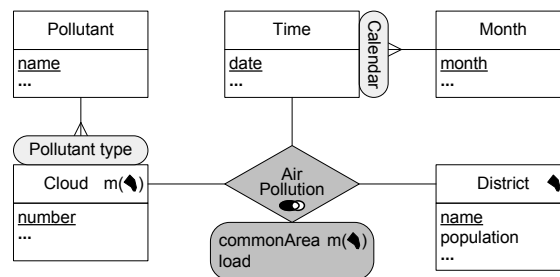 Pollutant
name
...
Time
date
...
Calendar
Month
month
...
Pollutant type
Cloud m( )
number
...
Air
Pollution
commonArea m( )
load
District
name
population
...